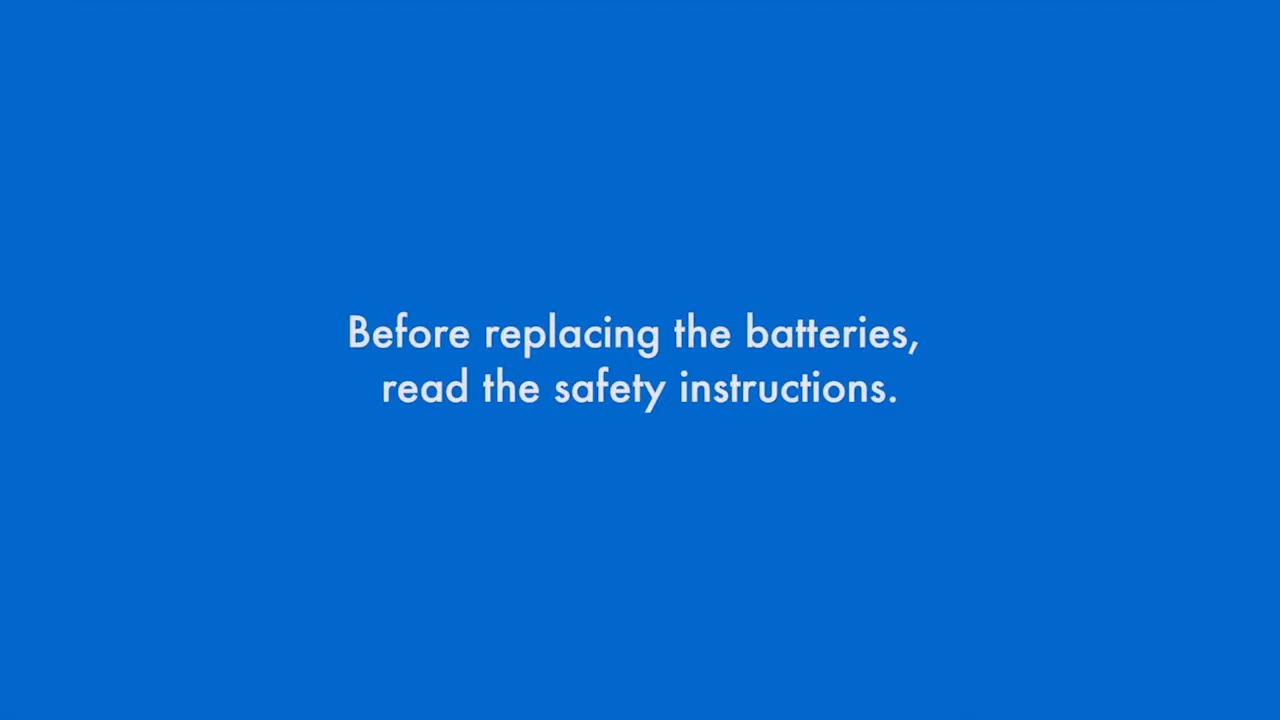 Before replacing the batteries,
read the safety instructions.